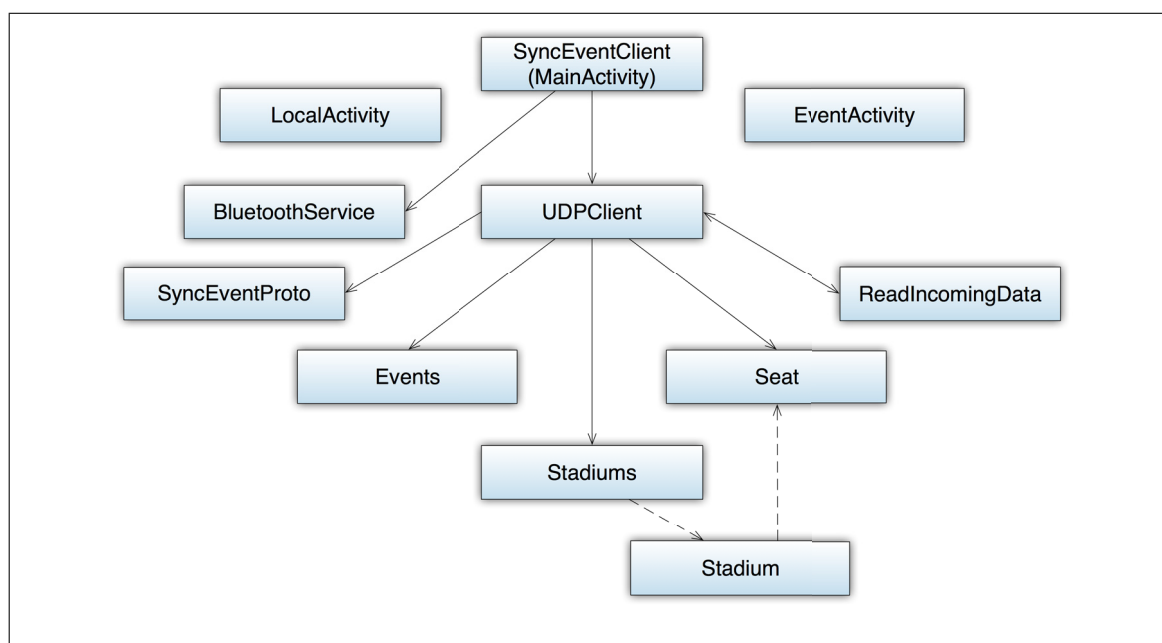 SyncEventClient
(MainActivity)
LocalActivity
EventActivity
BluetoothService
UDPClient
SyncEventProto
ReadIncomingData
Events
Seat
Stadiums
Stadium